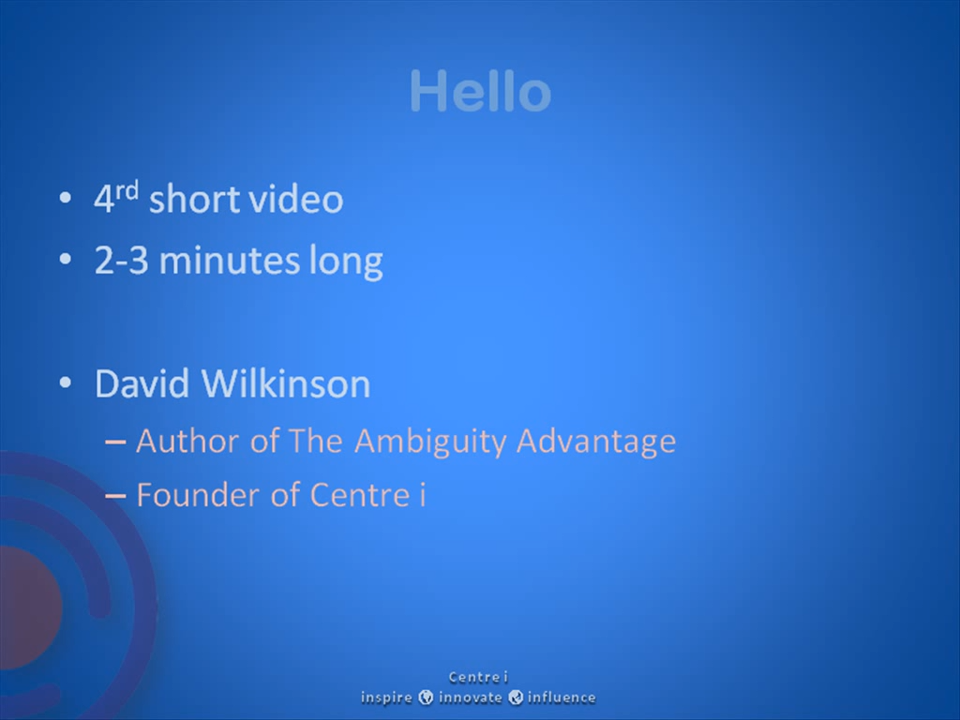 Hello
• 4rd short video
• 2-3 minutes long
• David Wilkinson
– Author of The Ambiguity Advantage
– Founder of Centre i
Centre i
inspire innovate influence